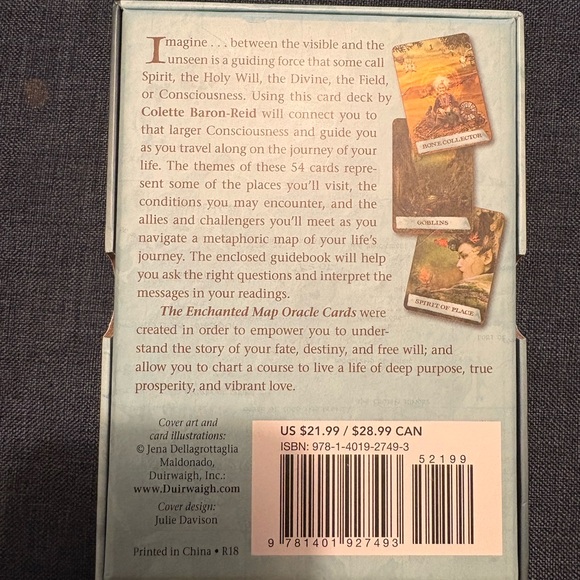 Imagine . . . between the visible and the
unseen is a guiding force that some call
Spirit, the Holy Will, the Divine, the Field,
or Consciousness. Using this card deck by
Colette Baron-Reid will connect you to
that larger Consciousness and guide you
as you travel along on the journey of your
life. The themes of these 54 cards repre-
sent some of the places you'll visit, the
conditions you may encounter, and the
allies and challengers you'll meet as you
navigate a metaphoric map of your life's
journey. The enclosed guidebook will help
you ask the right questions and interpret the
messages in your readings.
The Enchanted Map Oracle Cards were
created in order to empower you to under-
stand the story of your fate, destiny, and free will; and
allow you to chart a course to live a life of deep purpose, true
prosperity, and vibrant love.
BONE COLLECTOR
GOBLINS
SPIRIT OF PLACE
Cover art and
card illustrations:
© Jena Dellagrottaglia
Maldonado,
Duirwaigh, Inc.:
www.Duirwaigh.com
Cover design:
Julie Davison
Printed in China • R18
US $21.99 / $28.99 CAN
ISBN: 978-1-4019-2749-3
52199
9 781401 927493